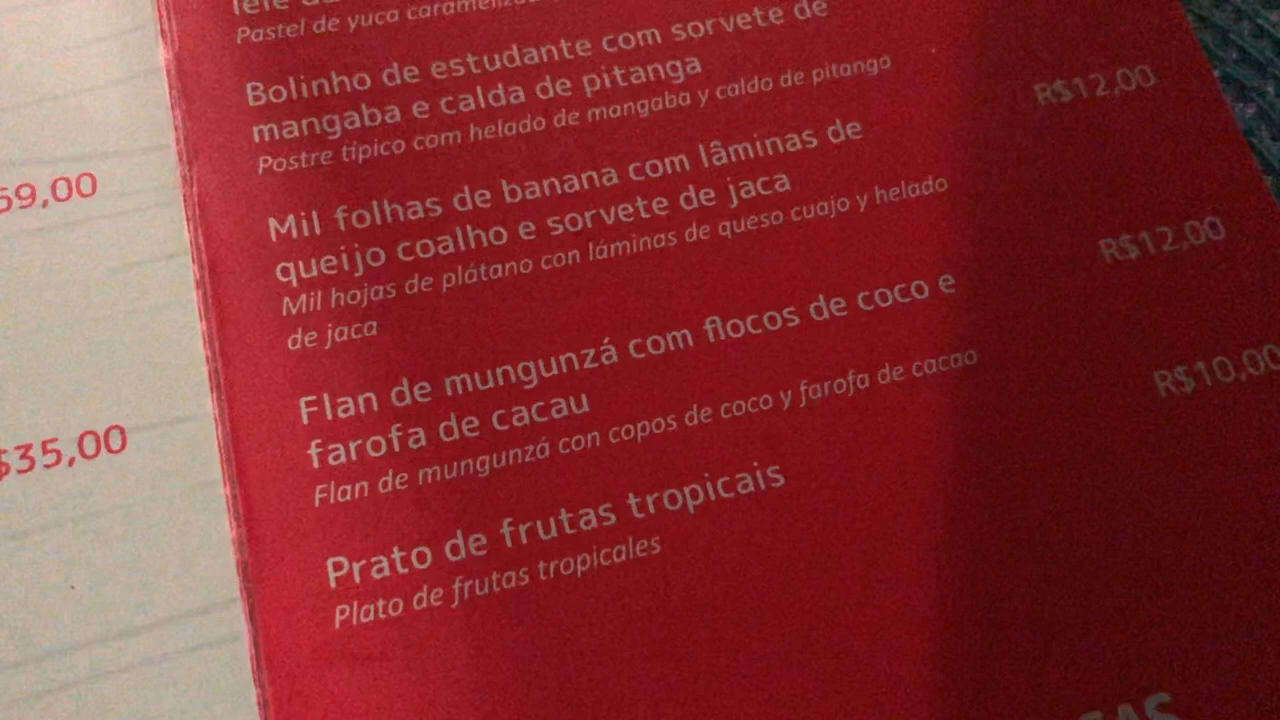 Pastel de yuca
Bolinho de estudante com sorvete de
mangaba e calda de pitanga
Postre típico com helado de mangaba y caldo de pitanga
R$12,00
Mil folhas de banana com lâminas de
queijo coalho e sorvete de jaca
Mil hojas de plátano con láminas de queso cuajo y helado
de jaca
R$12,00
Flan de mungunzá com flocos de coco e
farofa de cacau
Flan de mungunzá con copos de coco y farofa de cacao
R$10,00
Prato de frutas tropicais
Plato de frutas tropicales
59,00
$35,00